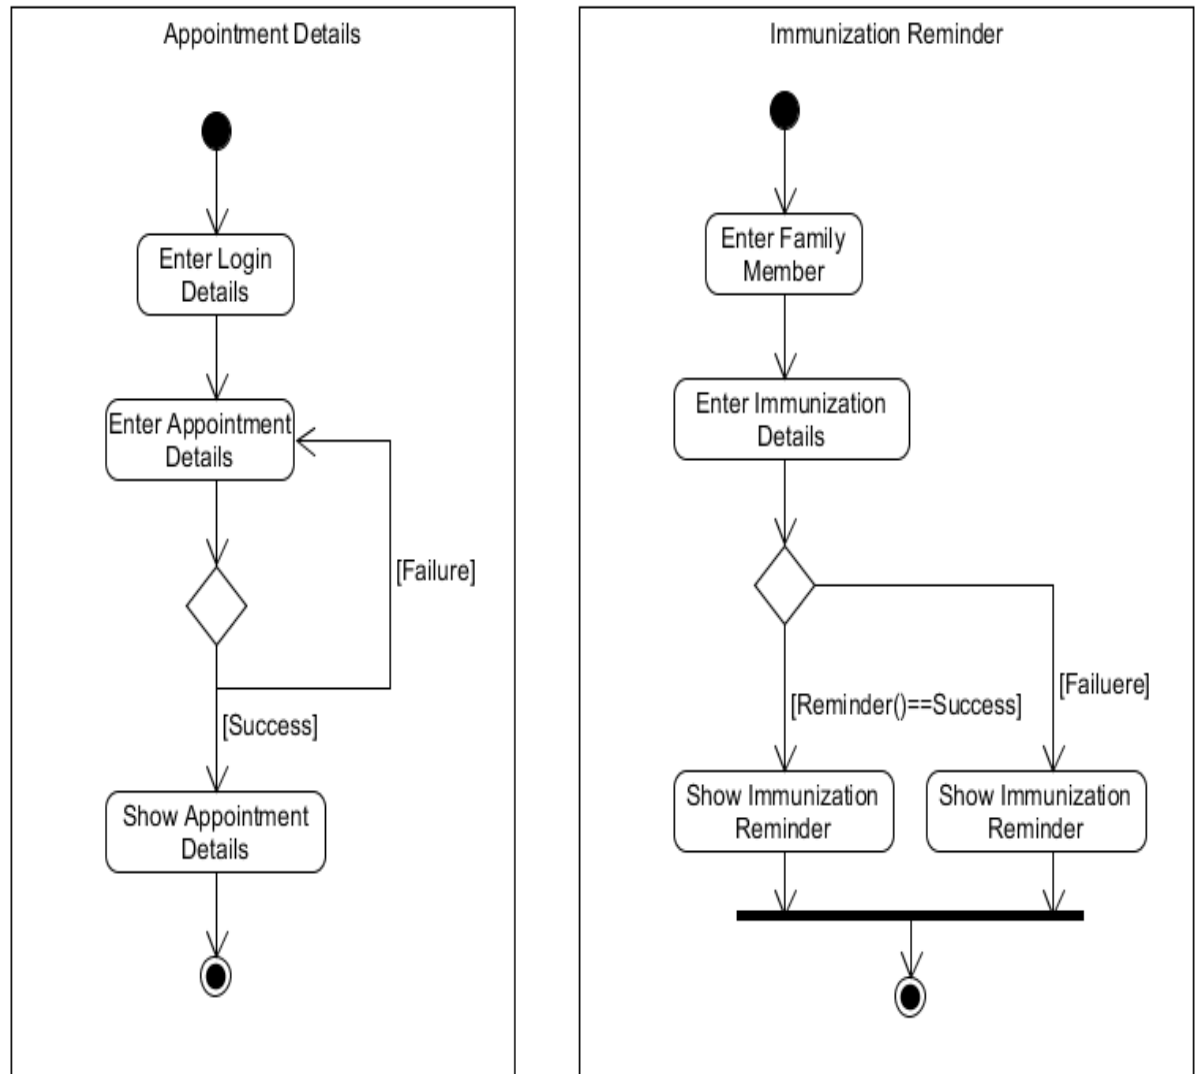 Appointment Details
Enter Login
Details
Enter Appointment
Details
[Failure]
[Success]
Show Appointment
Details
Immunization Reminder
Enter Family
Member
Enter Immunization
Details
[Reminder()==Success]
[Failuere]
Show Immunization
Reminder
Show Immunization
Reminder